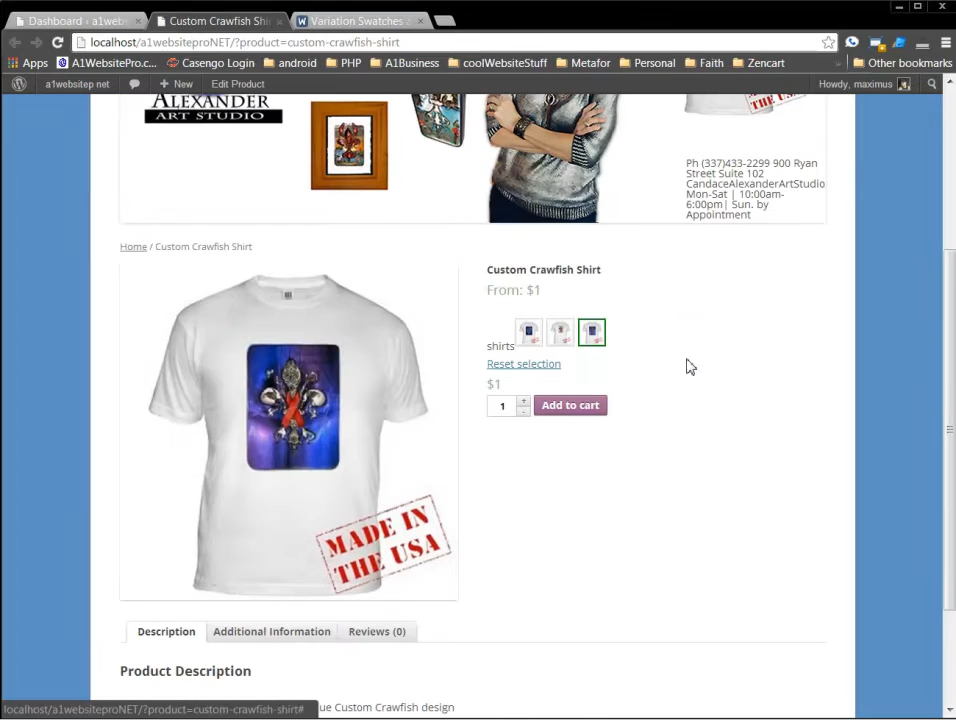 Dashboard ‹ a1webs
Custom Crawfish Shi
Variation Swatches
localhost/a1websiteproNET/?product=custom-crawfish-shirt
Apps A1WebsitePro.c... Casengo Login android PHP A1Business coolWebsiteStuff Metafor Personal Faith Zencart Other bookmarks
a1websitep net New Edit Product Howdy, maximus
ALEXANDER
ART STUDIO
Ph (337)433-2299 900 Ryan
Street Suite 102
CandaceAlexanderArtStudio
Mon-Sat | 10:00am-
6:00pm| Sun. by
Appointment
Home / Custom Crawfish Shirt
Custom Crawfish Shirt
From: $1
shirts
Reset selection
$1
1 + - Add to cart
MADE IN
THE USA
Description Additional Information Reviews (0)
Product Description
ue Custom Crawfish design
localhost/a1websiteproNET/?product=custom-crawfish-shirt#